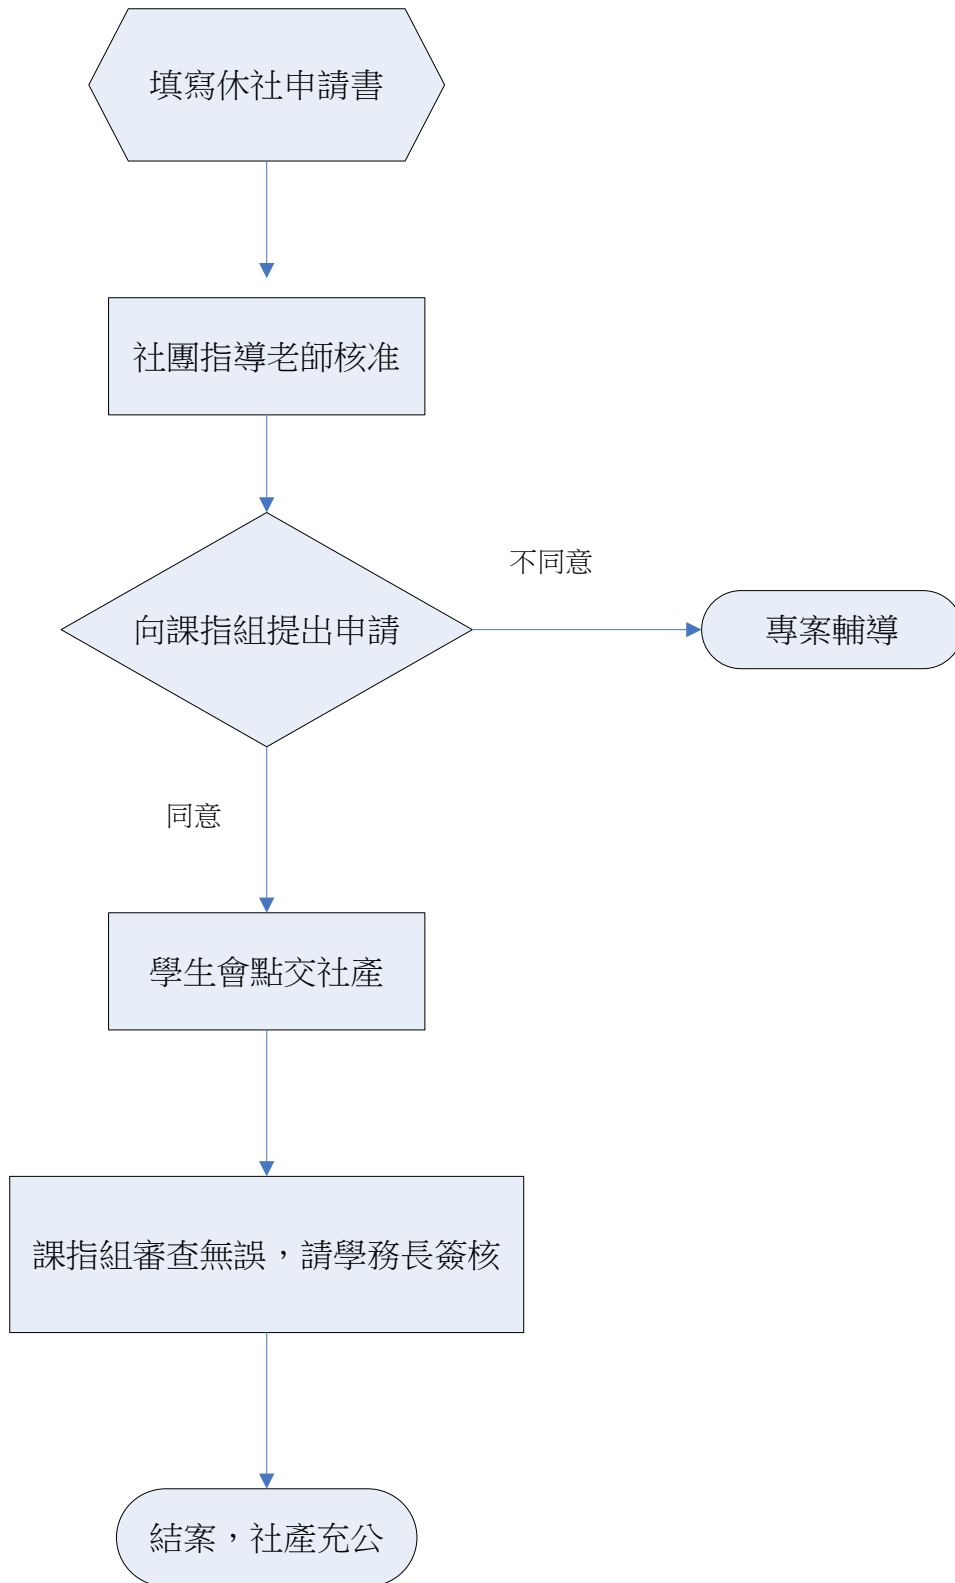 填寫休社申請書
社團指導老師核准
不同意
向課指組提出申請
專案輔導
同意
學生會點交社產
課指組審查無誤，請學務長簽核
結案，社產充公